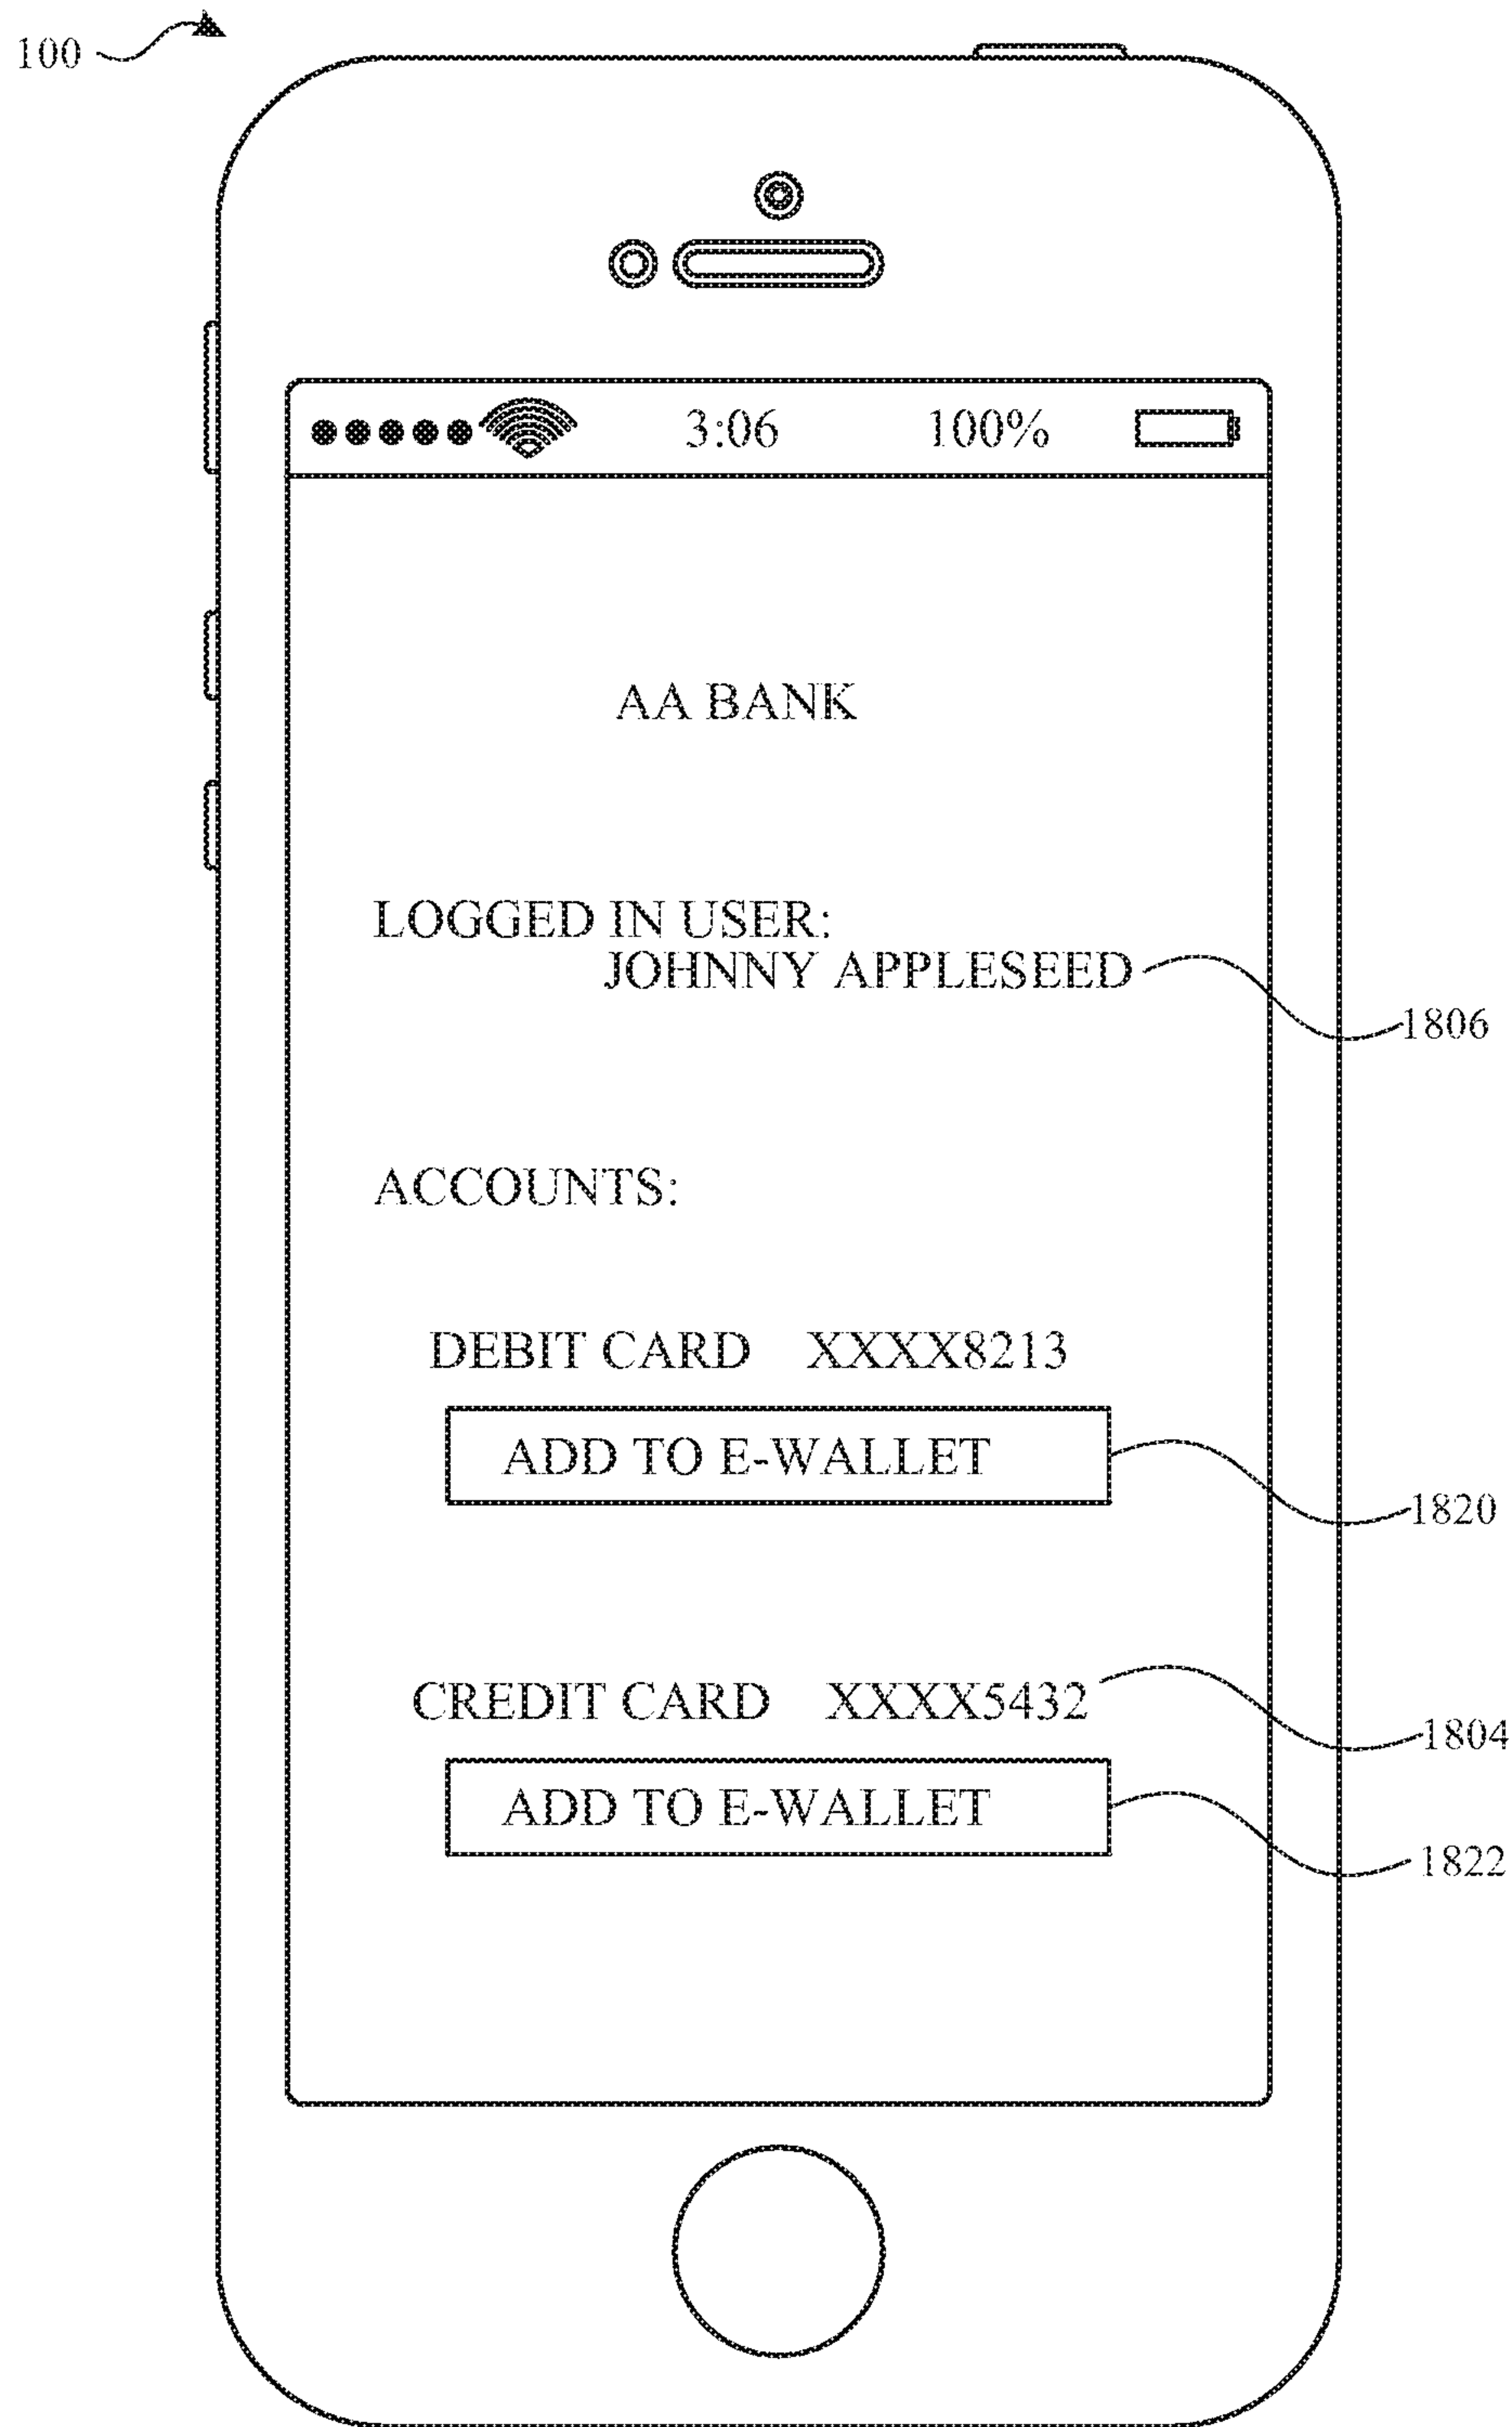 100
3:06 100%
AA BANK
LOGGED IN USER:
JOHNNY APPLESEED
1806
ACCOUNTS:
DEBIT CARD XXXX8213
ADD TO E-WALLET
1820
CREDIT CARD XXXX5432
1804
ADD TO E-WALLET
1822